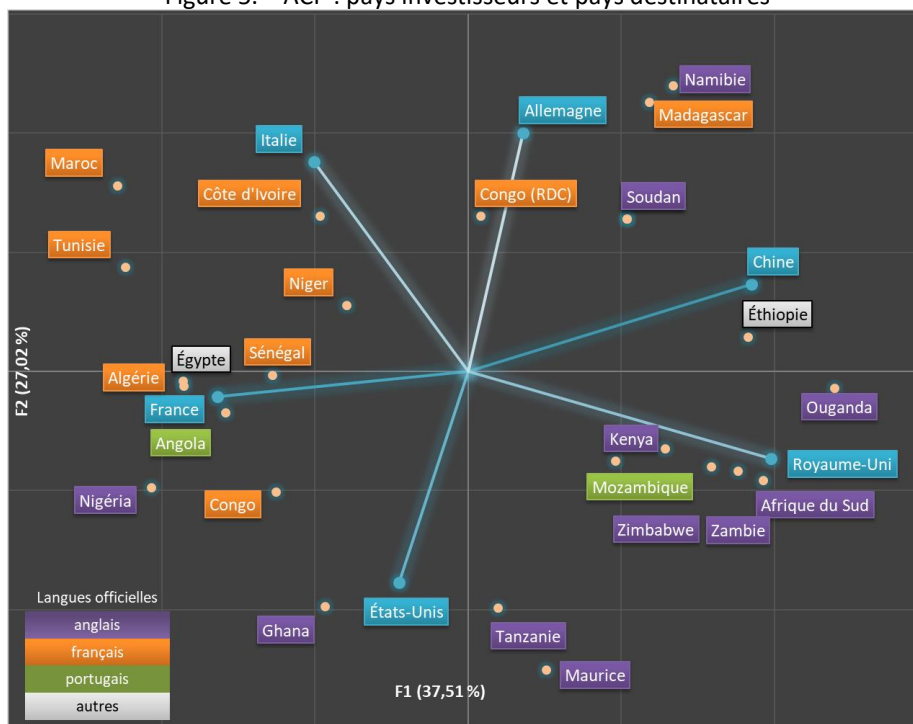 Figure 3. ACP : pays investisseurs et pays destinataires
Namibie
Allemagne
Madagascar
Italie
Maroc
Côte d'Ivoire
Congo (RDC)
Soudan
Tunisie
Chine
Niger
Éthiopie
Égypte
Sénégal
Algérie
France
Ouganda
Angola
Kenya
Royaume-Uni
Nigéria
Congo
Mozambique
Afrique du Sud
Zimbabwe
Zambie
F2 (27,02 %)
Langues officielles
anglais
français
portugais
autres
Ghana
États-Unis
Tanzanie
Maurice
F1 (37,51 %)